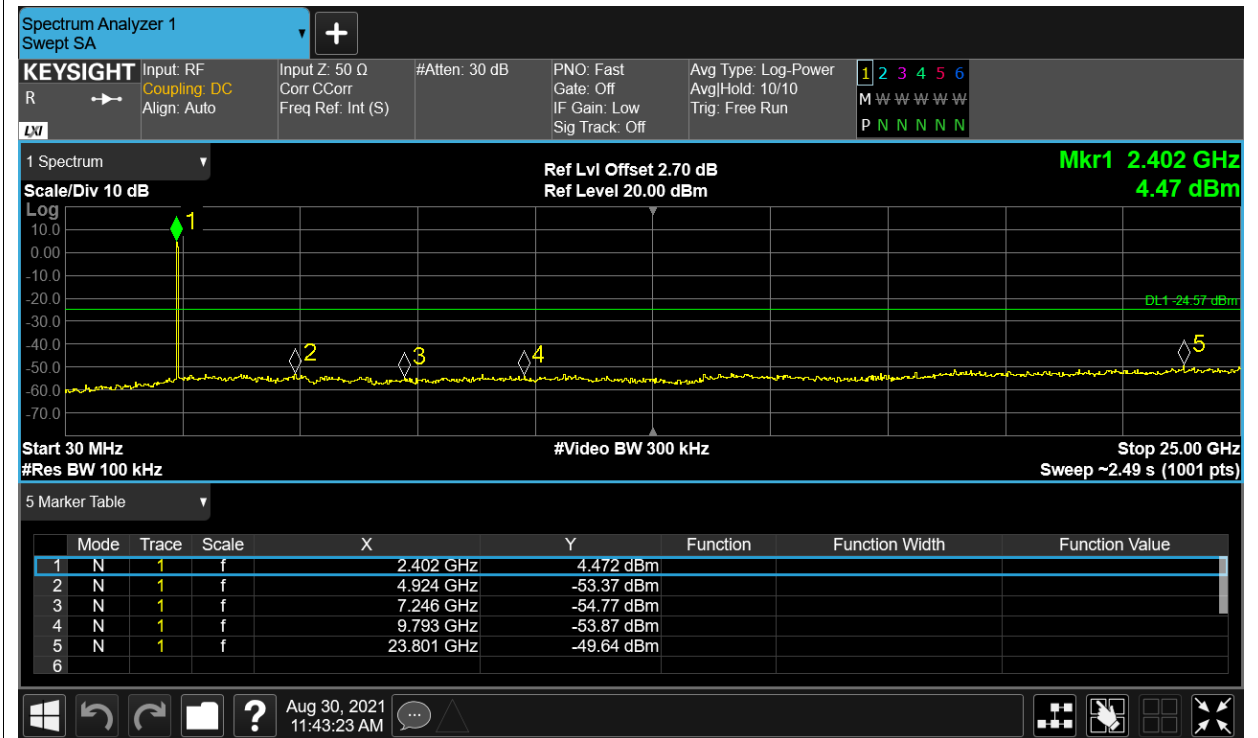 Spectrum Analyzer 1
Swept SA
KEYSIGHT
R
LXI
Input: RF
Coupling: DC
Align: Auto
Input Z: 50 Ω
Corr CCorr
Freq Ref: Int (S)
#Atten: 30 dB
PNO: Fast
Gate: Off
IF Gain: Low
Sig Track: Off
Avg Type: Log-Power
Avg|Hold: 10/10
Trig: Free Run
1 2 3 4 5 6
M W W W W W
P N N N N N
1 Spectrum
Scale/Div 10 dB
Ref Lvl Offset 2.70 dB
Ref Level 20.00 dBm
Mkr1 2.402 GHz
4.47 dBm
Log
10.0
0.00
-10.0
-20.0
-30.0
-40.0
-50.0
-60.0
-70.0
1
2
3
4
5
DL1 -24.57 dBm
Start 30 MHz
#Res BW 100 kHz
#Video BW 300 kHz
Stop 25.00 GHz
Sweep ~2.49 s (1001 pts)
5 Marker Table
Mode Trace Scale X Y Function Function Width Function Value
1 N 1 f 2.402 GHz 4.472 dBm
2 N 1 f 4.924 GHz -53.37 dBm
3 N 1 f 7.246 GHz -54.77 dBm
4 N 1 f 9.793 GHz -53.87 dBm
5 N 1 f 23.801 GHz -49.64 dBm
6
?
Aug 30, 2021
11:43:23 AM